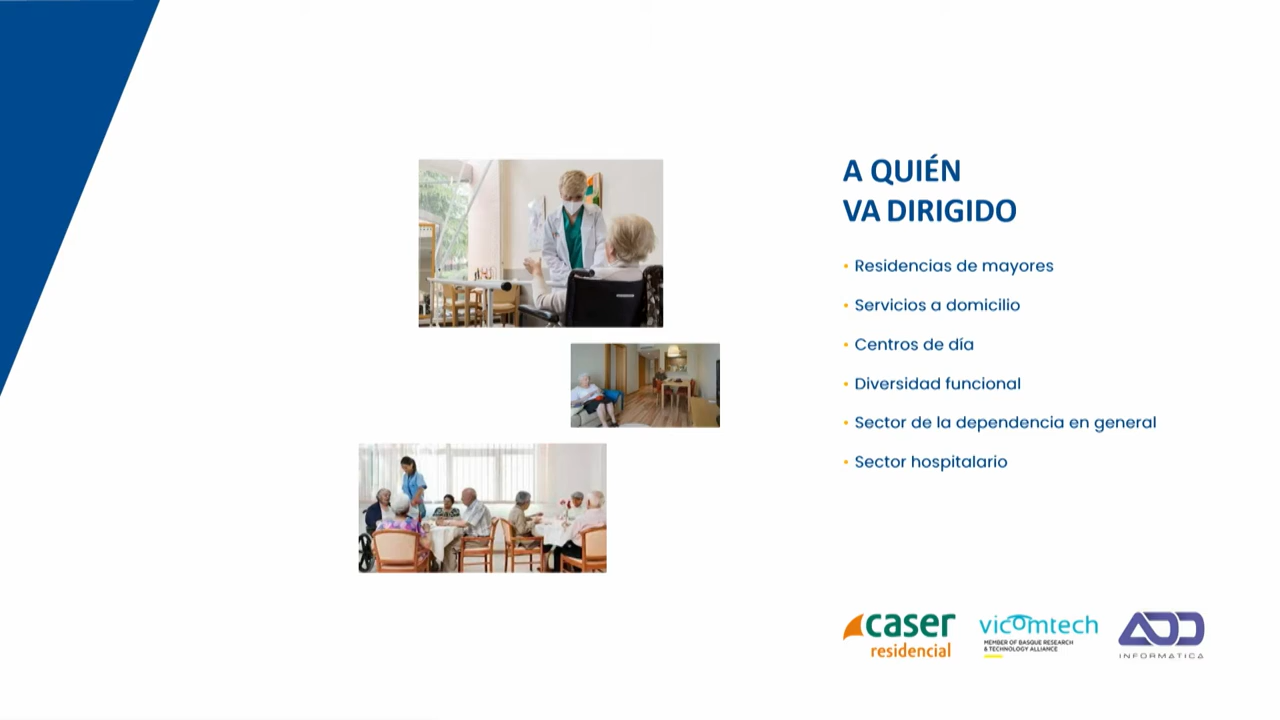 A QUIÉN
VA DIRIGIDO
• Residencias de mayores
• Servicios a domicilio
• Centros de día
• Diversidad funcional
• Sector de la dependencia en general
• Sector hospitalario
caser
residencial
vicomtech
MEMBER OF BASQUE RESEARCH
& TECHNOLOGY ALLIANCE
ADD
INFORMATICA